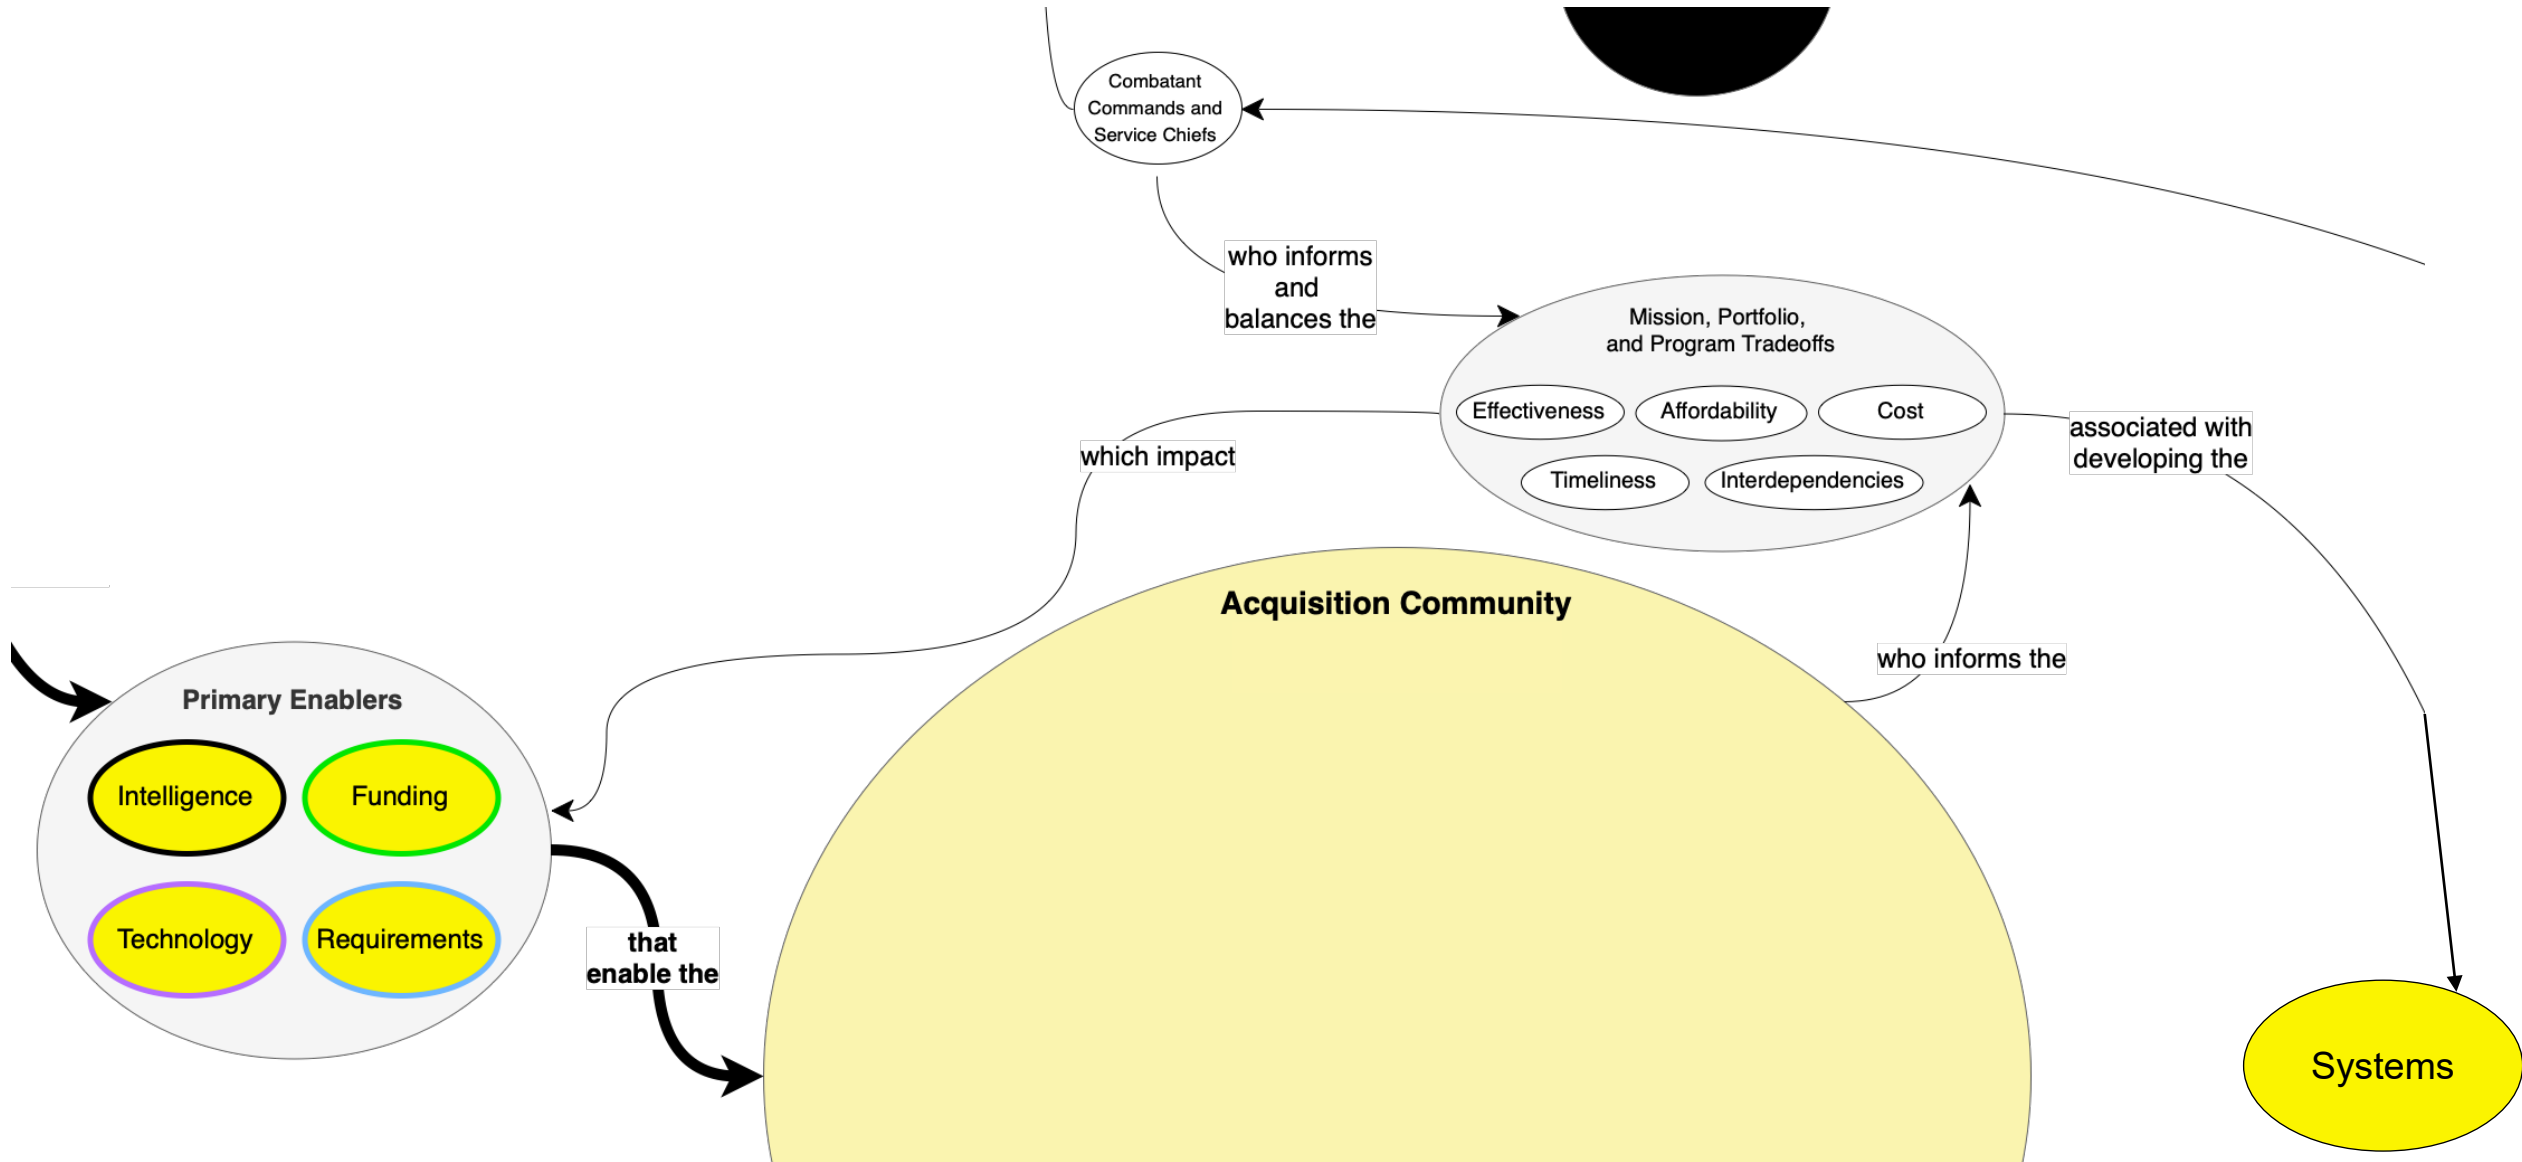 Combatant
Commands and
Service Chiefs
who informs
and
balances the
Mission, Portfolio,
and Program Tradeoffs
Effectiveness
Affordability
Cost
Timeliness
Interdependencies
associated with
developing the
which impact
Acquisition Community
who informs the
Primary Enablers
Intelligence
Funding
Technology
Requirements
that
enable the
Systems